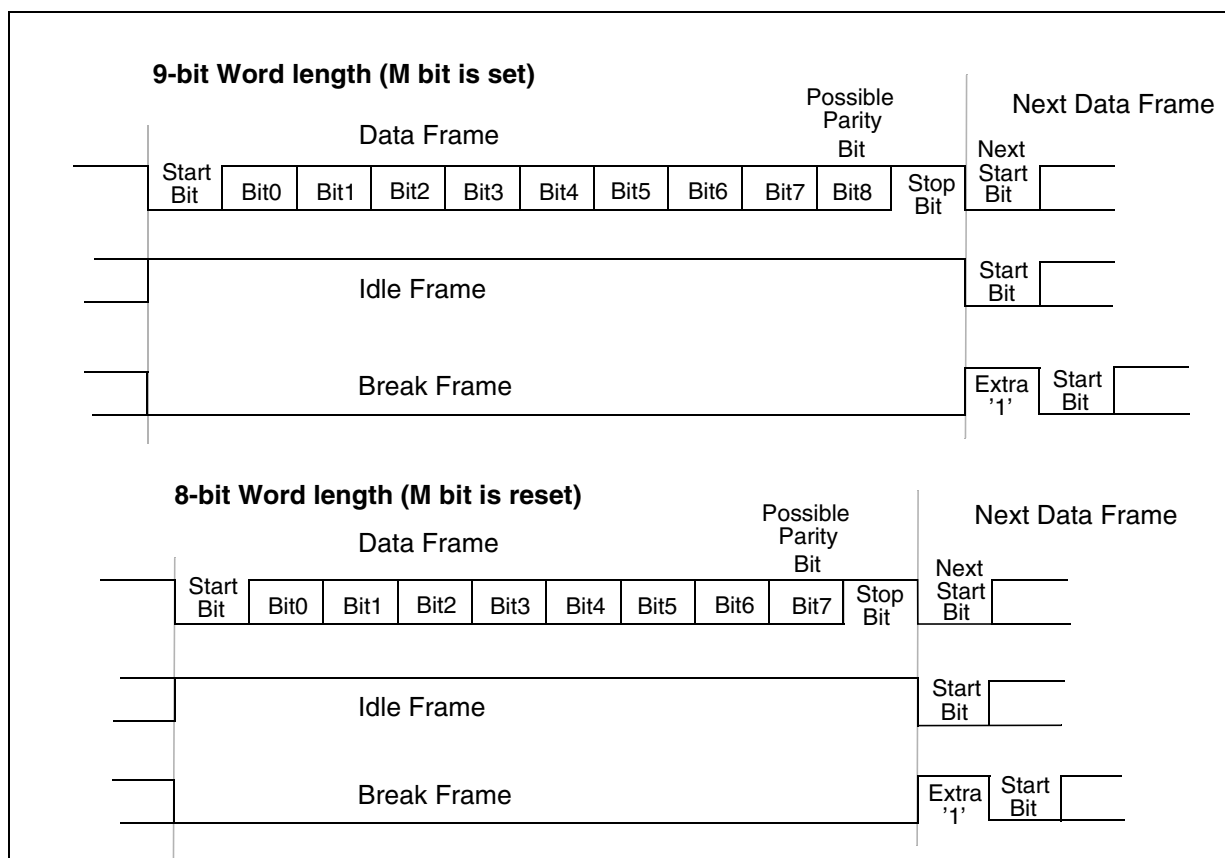 9-bit Word length (M bit is set)
Possible
Parity
Bit
Next Data Frame
Data Frame
Start
Bit
Bit0 Bit1 Bit2 Bit3 Bit4 Bit5 Bit6 Bit7 Bit8
Stop
Bit
Next
Start
Bit
Idle Frame
Start
Bit
Break Frame
Extra
'1'
Start
Bit
8-bit Word length (M bit is reset)
Possible
Parity
Bit
Next Data Frame
Data Frame
Start
Bit
Bit0 Bit1 Bit2 Bit3 Bit4 Bit5 Bit6 Bit7
Stop
Bit
Next
Start
Bit
Idle Frame
Start
Bit
Break Frame
Extra
'1'
Start
Bit